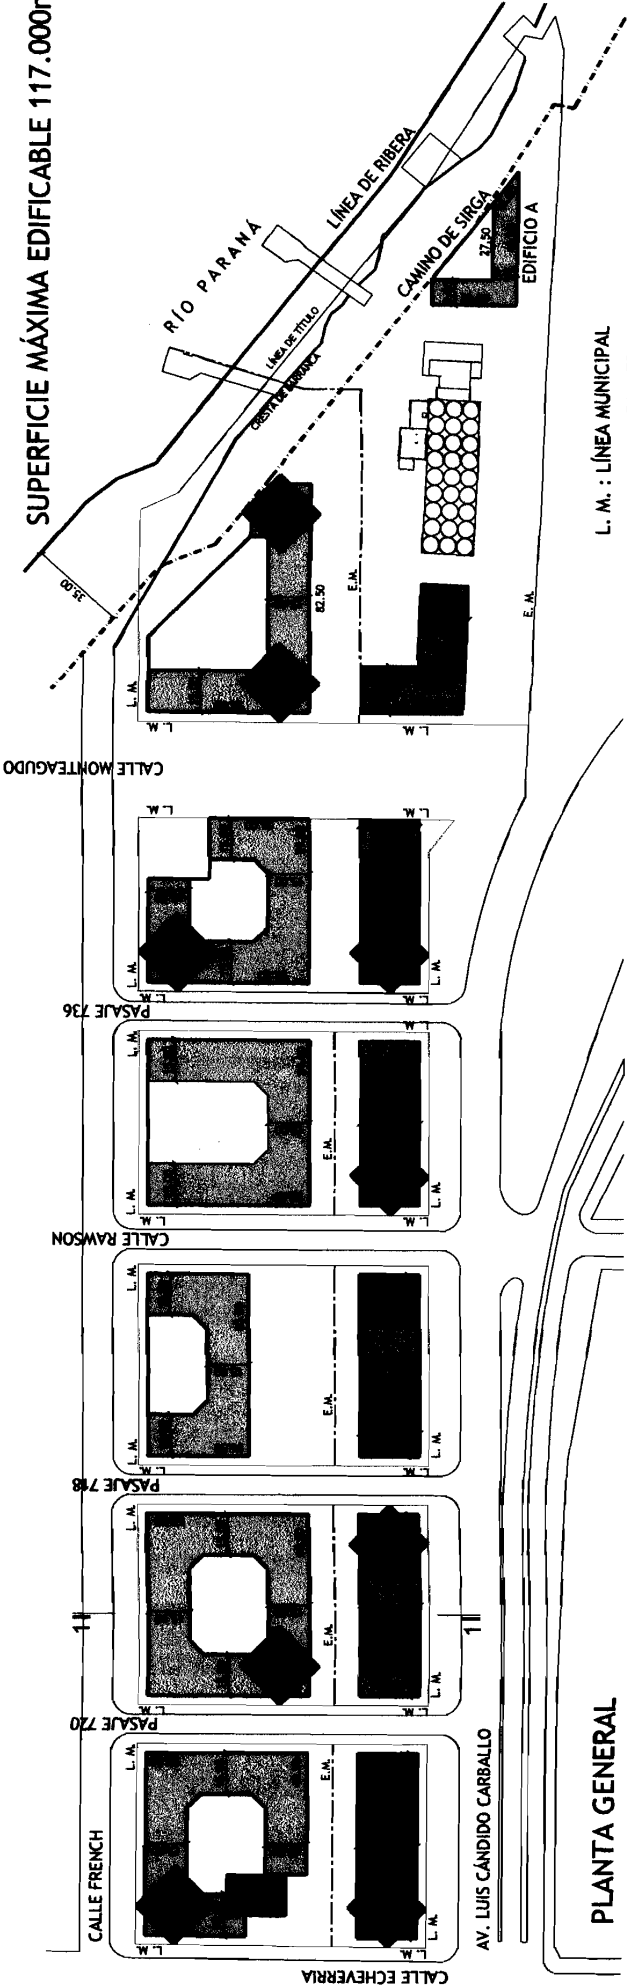 SUPERFICIE MÁXIMA EDIFICABLE 117.000m
RÍO PARANÁ
LÍNEA DE RIBERA
LÍNEA DE TÍTULO
CRESTA DE BARRANCA
CAMINO DE SIRGA
27.50
EDIFICIO A
35.00
82.50
E.M.
E. M.
L. M. : LÍNEA MUNICIPAL
L. M.
L. M.
L. M.
CALLE MONTEAGUDO
L. M.
L. M.
L. M.
L. M.
L. M.
PASAJE 736
L. M.
L. M.
L. M.
E.M.
L. M.
L. M.
L. M.
CALLE RAWSON
L. M.
E.M.
L. M.
L. M.
L. M.
L. M.
PASAJE 718
L. M.
1
E.M.
1
L. M.
L. M.
L. M.
PASAJE 720
L. M.
E.M.
CALLE FRENCH
L. M.
L. M.
L. M.
AV. LUIS CÁNDIDO CARBALLO
CALLE ECHEVERRIA
PLANTA GENERAL